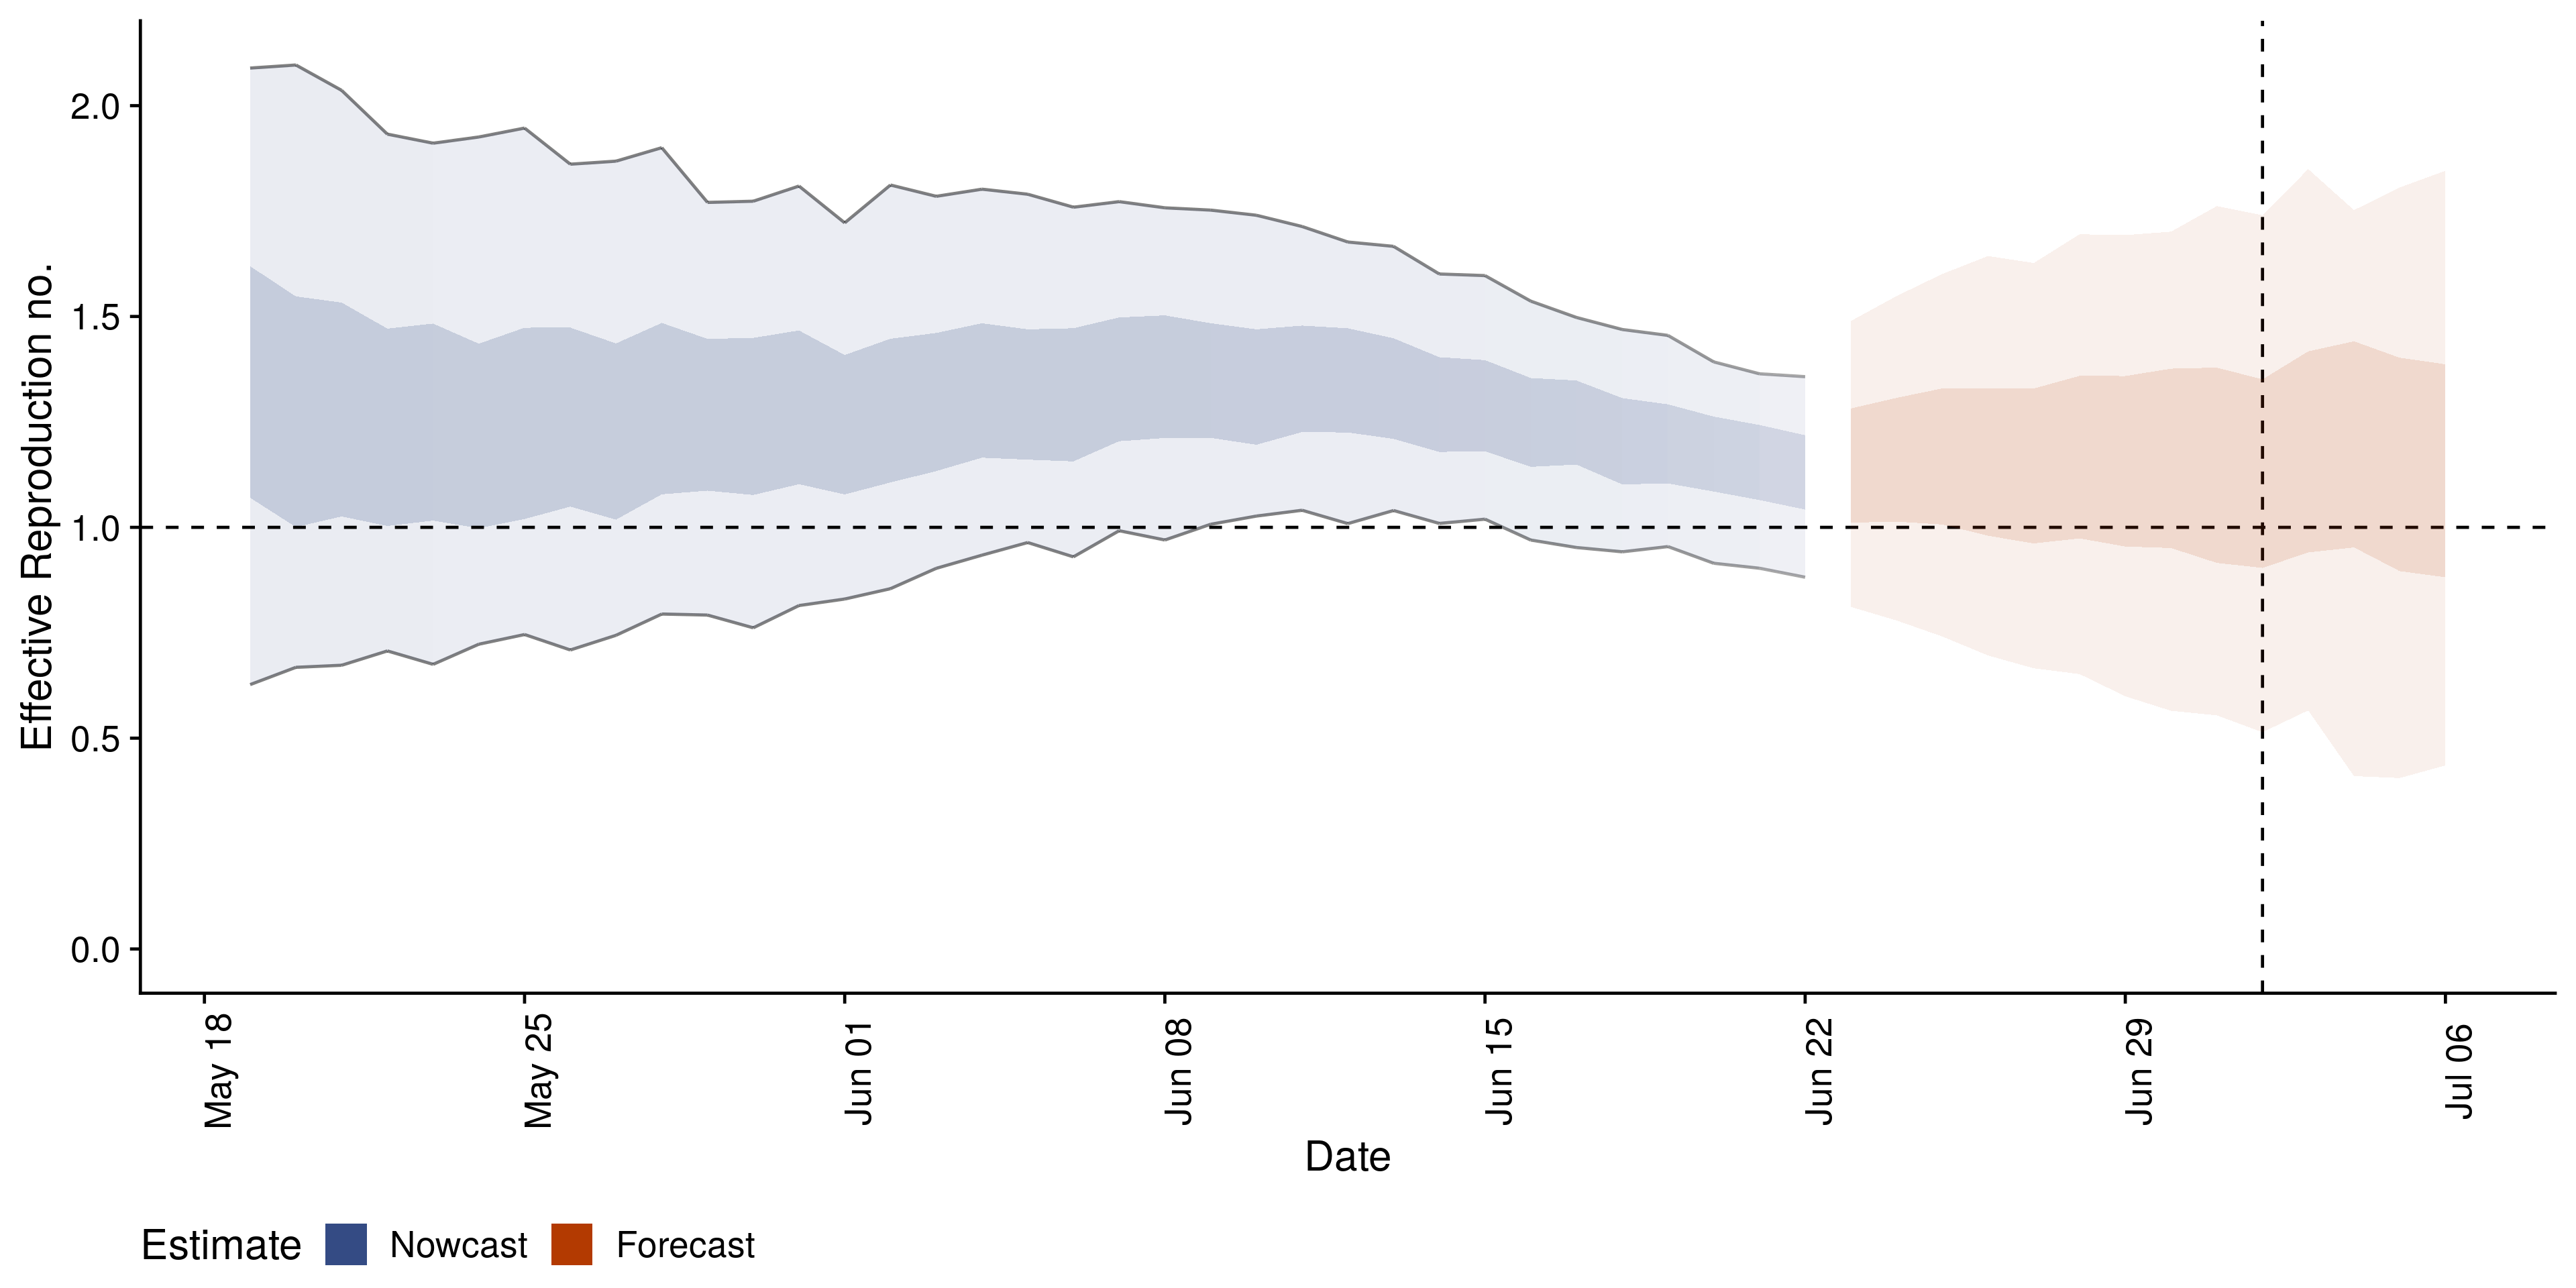 Effective Reproduction no.
2.0
1.5
1.0
0.5
0.0
May 18
May 25
Jun 01
Jun 08
Jun 15
Jun 22
Jun 29
Jul 06
Date
Estimate Nowcast Forecast